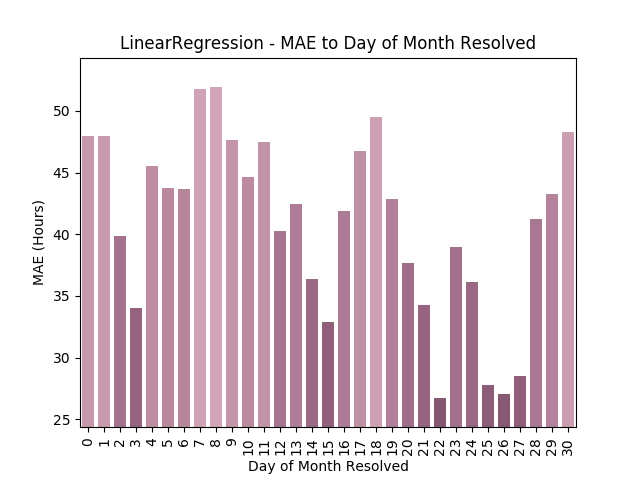 LinearRegression - MAE to Day of Month Resolved
MAE (Hours)
50
45
40
35
30
25
0 1 2 3 4 5 6 7 8 9 10 11 12 13 14 15 16 17 18 19 20 21 22 23 24 25 26 27 28 29 30
Day of Month Resolved